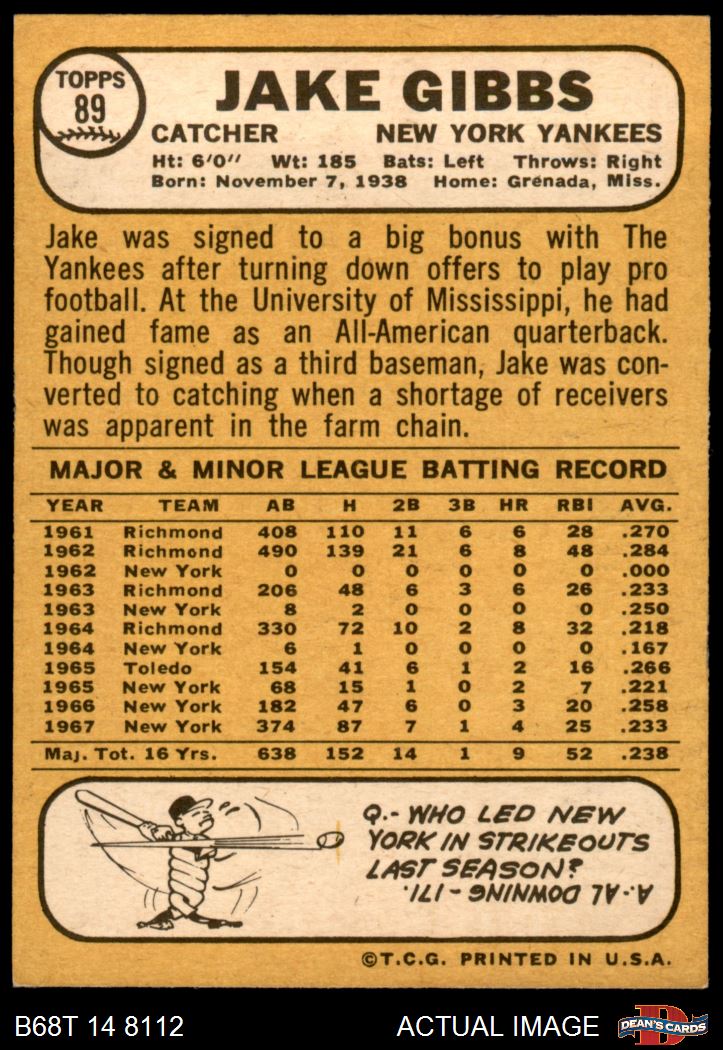 TOPPS
89
JAKE GIBBS
CATCHER NEW YORK YANKEES
Ht: 6'0" Wt: 185 Bats: Left Throws: Right
Born: November 7, 1938 Home: Grenada, Miss.
Jake was signed to a big bonus with The
Yankees after turning down offers to play pro
football. At the University of Mississippi, he had
gained fame as an All-American quarterback.
Though signed as a third baseman, Jake was con-
verted to catching when a shortage of receivers
was apparent in the farm chain.
MAJOR & MINOR LEAGUE BATTING RECORD
YEAR TEAM AB H 2B 3B HR RBI AVG.
1961 Richmond 408 110 11 6 6 28 .270
1962 Richmond 490 139 21 6 8 48 .284
1962 New York 0 0 0 0 0 0 .000
1963 Richmond 206 48 6 3 6 26 .233
1963 New York 8 2 0 0 0 0 .250
1964 Richmond 330 72 10 2 8 32 .218
1964 New York 6 1 0 0 0 0 .167
1965 Toledo 154 41 6 1 2 16 .266
1965 New York 68 15 1 0 2 7 .221
1966 New York 182 47 6 0 3 20 .258
1967 New York 374 87 7 1 4 25 .233
Maj. Tot. 16 Yrs. 638 152 14 1 9 52 .238
Q.- WHO LED NEW
YORK IN STRIKEOUTS
LAST SEASON?
A.- AL DOWNING - 171.
©T.C.G. PRINTED IN U.S.A.
B68T 14 8112 ACTUAL IMAGE
D
DEAN'S CARDS